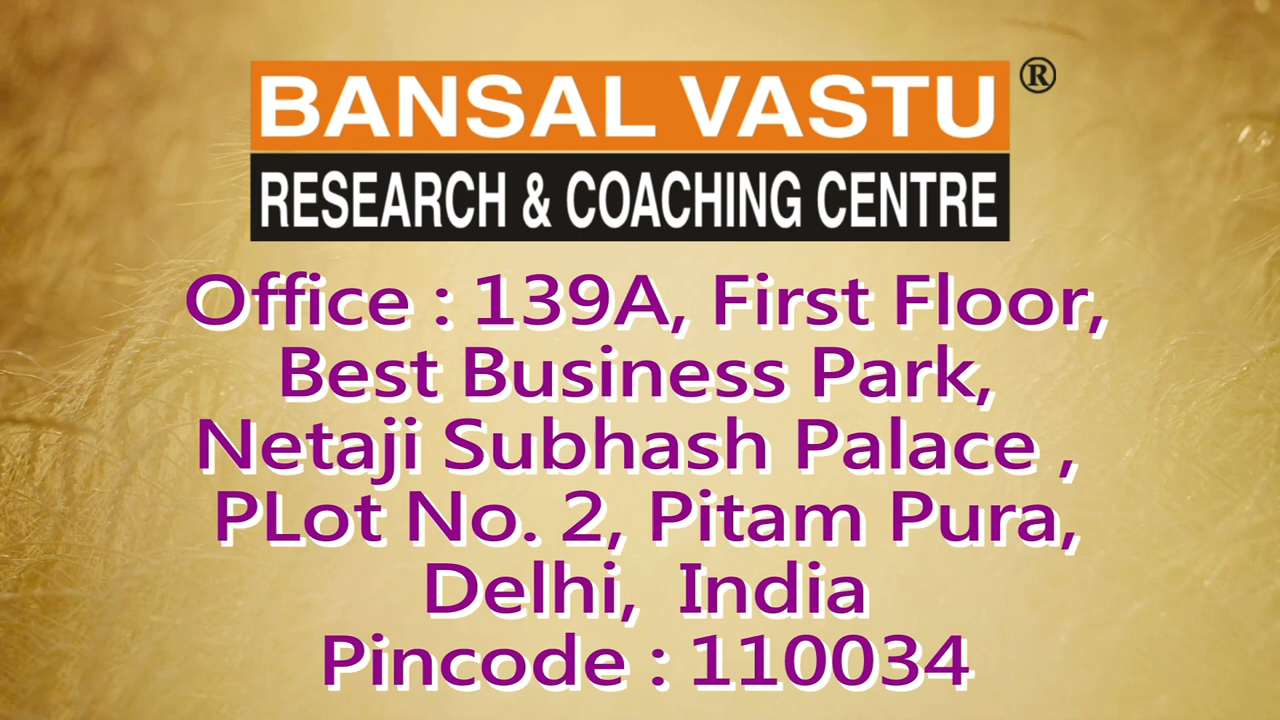 BANSAL VASTU ®
RESEARCH & COACHING CENTRE
Office : 139A, First Floor,
Best Business Park,
Netaji Subhash Palace ,
PLot No. 2, Pitam Pura,
Delhi, India
Pincode : 110034